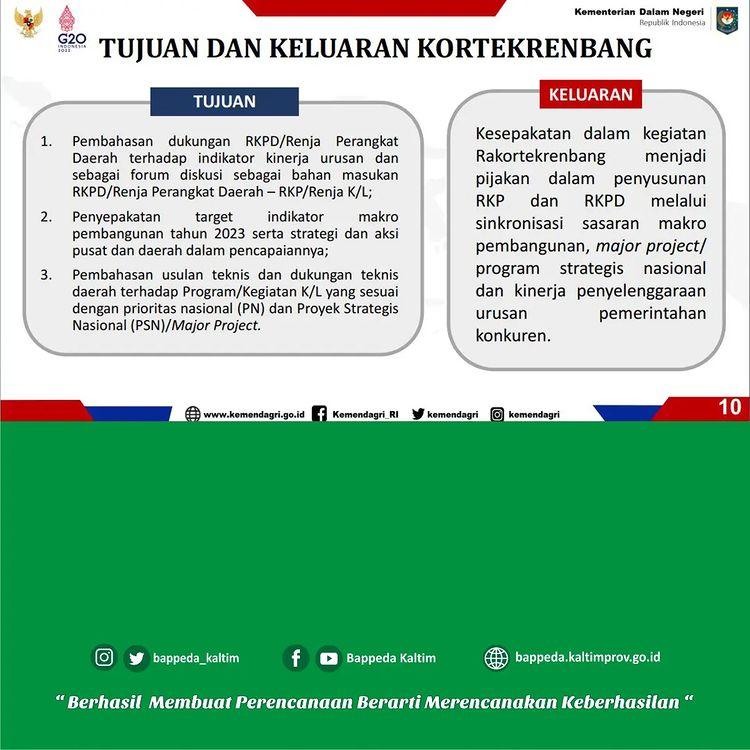 Kementerian Dalam Negeri
Republik Indonesia
G20
INDONESIA
2022
TUJUAN DAN KELUARAN KORTEKRENBANG
TUJUAN
1. Pembahasan dukungan RKPD/Renja Perangkat
Daerah terhadap indikator kinerja urusan dan
sebagai forum diskusi sebagai bahan masukan
RKPD/Renja Perangkat Daerah – RKP/Renja K/L;
2. Penyepakatan target indikator makro
pembangunan tahun 2023 serta strategi dan aksi
pusat dan daerah dalam pencapaiannya;
3. Pembahasan usulan teknis dan dukungan teknis
daerah terhadap Program/Kegiatan K/L yang sesuai
dengan prioritas nasional (PN) dan Proyek Strategis
Nasional (PSN)/Major Project.
KELUARAN
Kesepakatan dalam kegiatan
Rakortekrenbang menjadi
pijakan dalam penyusunan
RKP dan RKPD melalui
sinkronisasi sasaran makro
pembangunan, major project/
program strategis nasional
dan kinerja penyelenggaraan
urusan pemerintahan
konkuren.
www.kemendagri.go.id Kemendagri_RI kemendagri kemendagri
10
bappeda_kaltim Bappeda Kaltim bappeda.kaltimprov.go.id
“ Berhasil Membuat Perencanaan Berarti Merencanakan Keberhasilan “